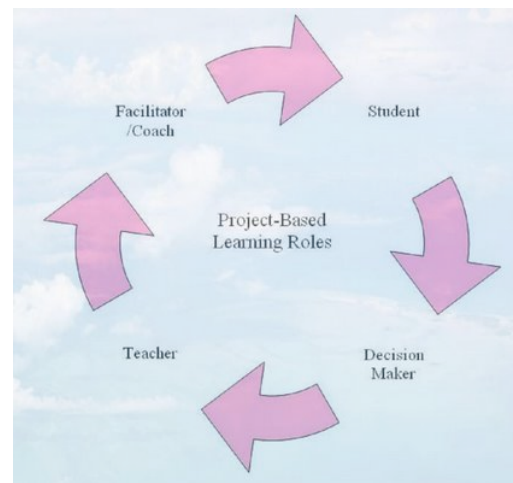 Facilitator
/Coach
Student
Project-Based
Learning Roles
Teacher
Decision
Maker